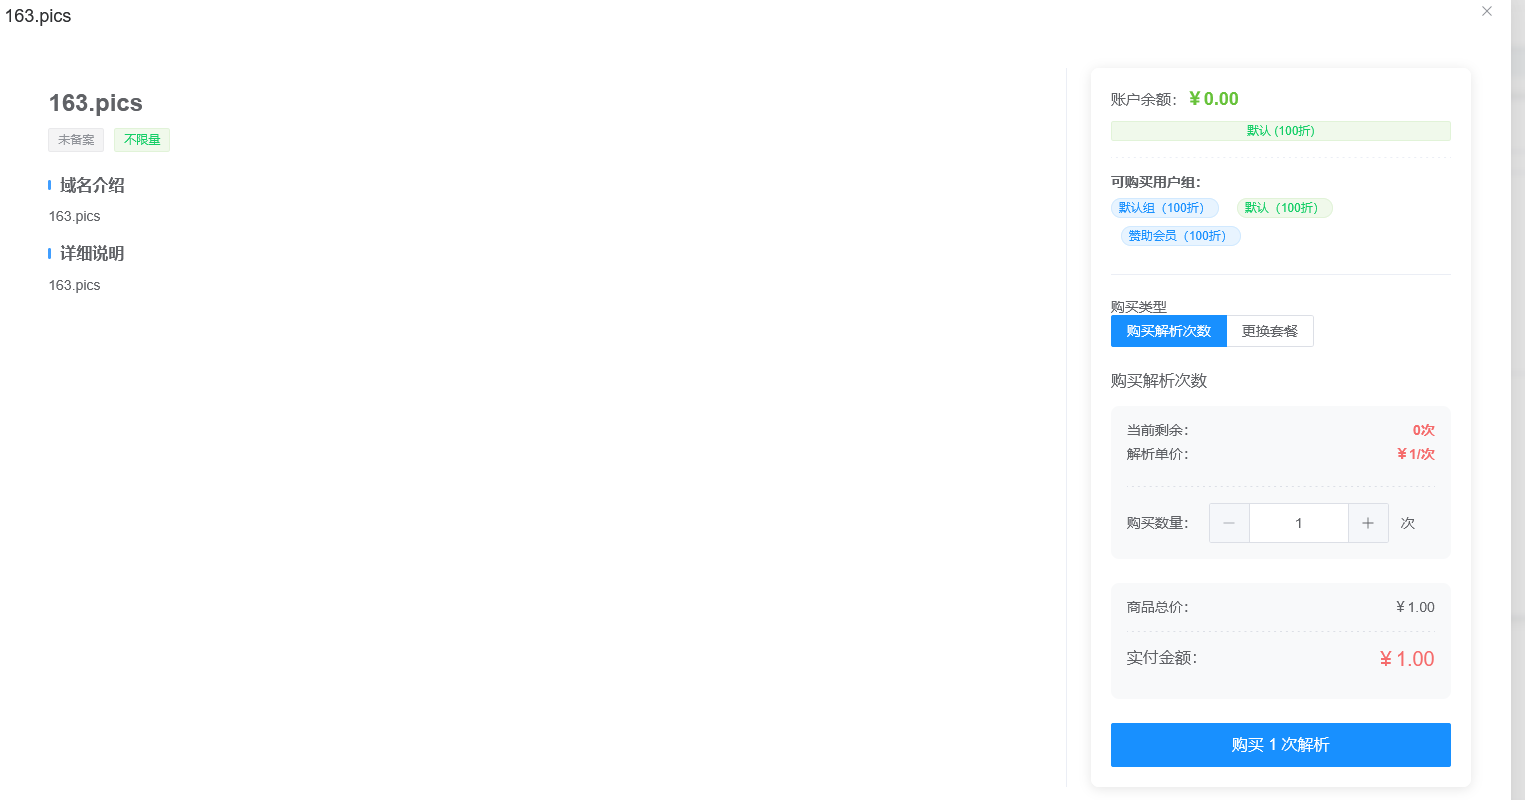 163.pics
163.pics
未备案 不限量
域名介绍
163.pics
详细说明
163.pics
账户余额: ￥0.00
默认 (100折)
可购买用户组:
默认组（100折） 默认（100折）
赞助会员（100折）
购买类型
购买解析次数 更换套餐
购买解析次数
当前剩余: 0次
解析单价: ￥1/次
购买数量: 1 次
商品总价: ￥1.00
实付金额: ￥1.00
购买 1 次解析